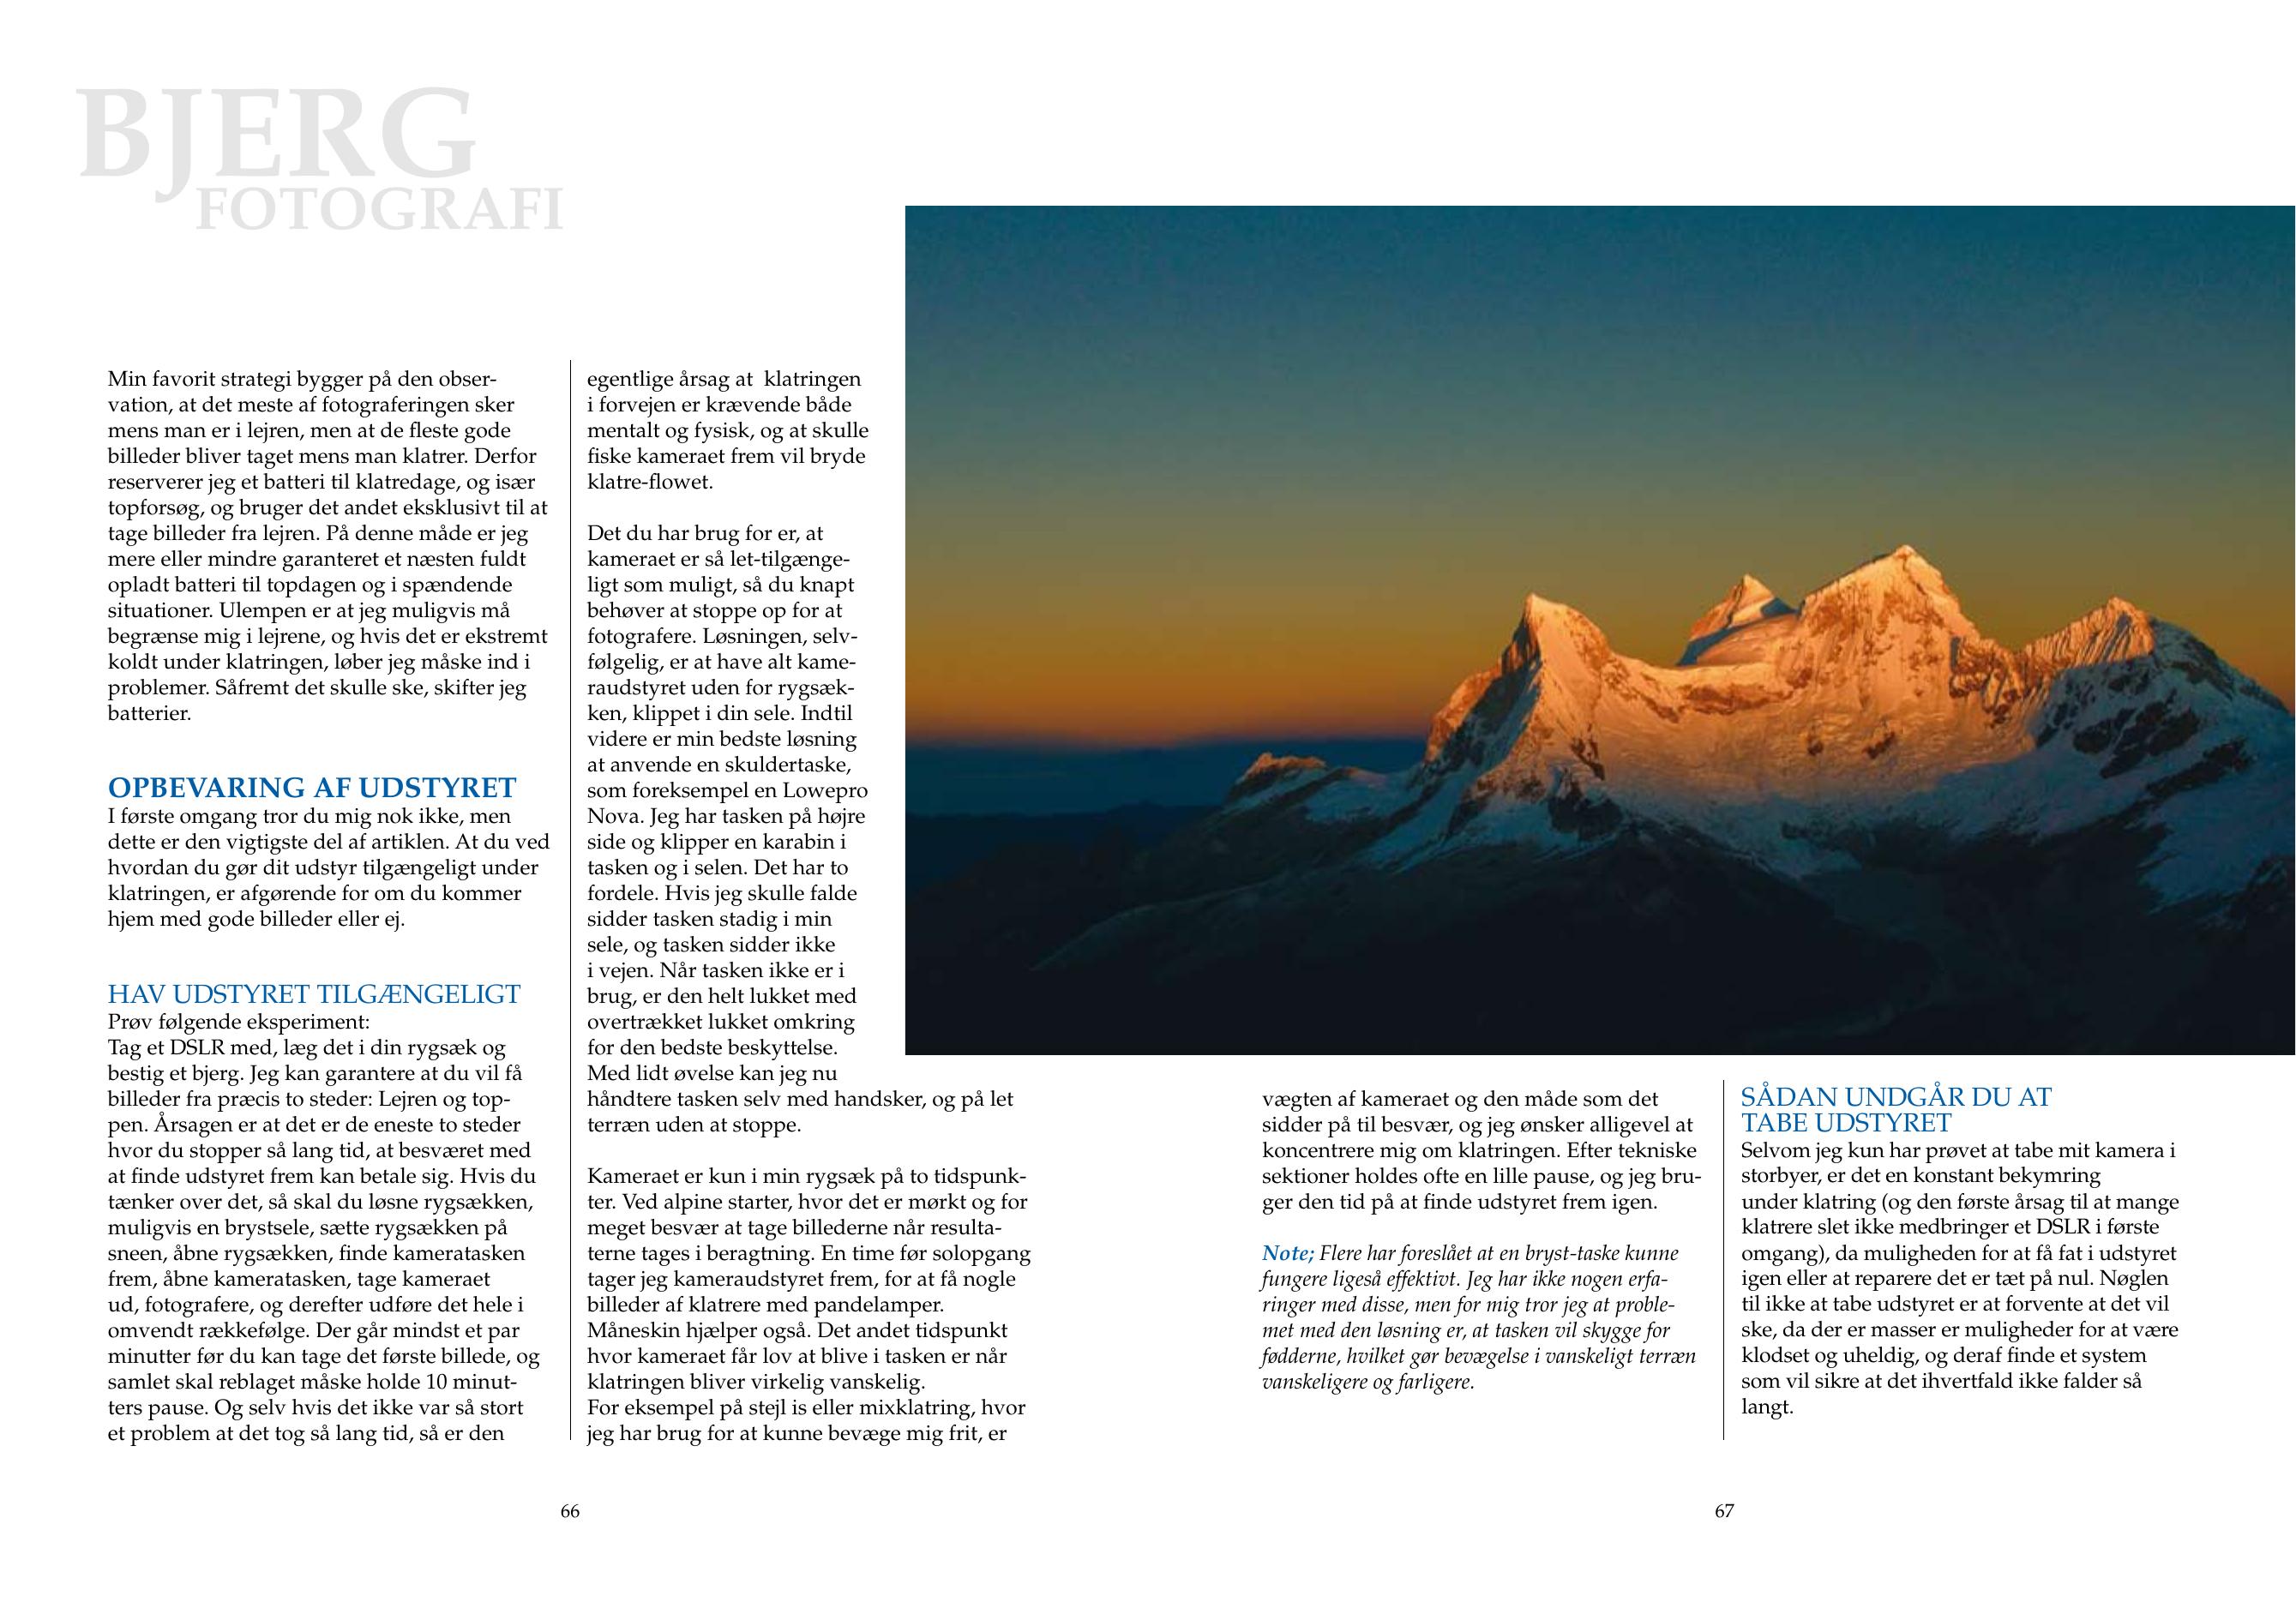 BJERG
FOTOGRAFI
Min favorit strategi bygger på den obser-
vation, at det meste af fotograferingen sker
mens man er i lejren, men at de fleste gode
billeder bliver taget mens man klatrer. Derfor
reserverer jeg et batteri til klatredage, og især
topforsøg, og bruger det andet eksklusivt til at
tage billeder fra lejren. På denne måde er jeg
mere eller mindre garanteret et næsten fuldt
opladt batteri til topdagen og i spændende
situationer. Ulempen er at jeg muligvis må
begrænse mig i lejrene, og hvis det er ekstremt
koldt under klatringen, løber jeg måske ind i
problemer. Såfremt det skulle ske, skifter jeg
batterier.
OPBEVARING AF UDSTYRET
I første omgang tror du mig nok ikke, men
dette er den vigtigste del af artiklen. At du ved
hvordan du gør dit udstyr tilgængeligt under
klatringen, er afgørende for om du kommer
hjem med gode billeder eller ej.
HAV UDSTYRET TILGÆNGELIGT
Prøv følgende eksperiment:
Tag et DSLR med, læg det i din rygsæk og
bestig et bjerg. Jeg kan garantere at du vil få
billeder fra præcis to steder: Lejren og top-
pen. Årsagen er at det er de eneste to steder
hvor du stopper så lang tid, at besværet med
at finde udstyret frem kan betale sig. Hvis du
tænker over det, så skal du løsne rygsækken,
muligvis en brystsele, sætte rygsækken på
sneen, åbne rygsækken, finde kameratasken
frem, åbne kameratasken, tage kameraet
ud, fotografere, og derefter udføre det hele i
omvendt rækkefølge. Der går mindst et par
minutter før du kan tage det første billede, og
samlet skal reblaget måske holde 10 minut-
ters pause. Og selv hvis det ikke var så stort
et problem at det tog så lang tid, så er den
egentlige årsag at  klatringen
i forvejen er krævende både
mentalt og fysisk, og at skulle
fiske kameraet frem vil bryde
klatre-flowet.
Det du har brug for er, at
kameraet er så let-tilgænge-
ligt som muligt, så du knapt
behøver at stoppe op for at
fotografere. Løsningen, selv-
følgelig, er at have alt kame-
raudstyret uden for rygsæk-
ken, klippet i din sele. Indtil
videre er min bedste løsning
at anvende en skuldertaske,
som foreksempel en Lowepro
Nova. Jeg har tasken på højre
side og klipper en karabin i
tasken og i selen. Det har to
fordele. Hvis jeg skulle falde
sidder tasken stadig i min
sele, og tasken sidder ikke
i vejen. Når tasken ikke er i
brug, er den helt lukket med
overtrækket lukket omkring
for den bedste beskyttelse.
Med lidt øvelse kan jeg nu
håndtere tasken selv med handsker, og på let
terræn uden at stoppe.
Kameraet er kun i min rygsæk på to tidspunk-
ter. Ved alpine starter, hvor det er mørkt og for
meget besvær at tage billederne når resulta-
terne tages i beragtning. En time før solopgang
tager jeg kameraudstyret frem, for at få nogle
billeder af klatrere med pandelamper.
Måneskin hjælper også. Det andet tidspunkt
hvor kameraet får lov at blive i tasken er når
klatringen bliver virkelig vanskelig.
For eksempel på stejl is eller mixklatring, hvor
jeg har brug for at kunne bevæge mig frit, er
vægten af kameraet og den måde som det
sidder på til besvær, og jeg ønsker alligevel at
koncentrere mig om klatringen. Efter tekniske
sektioner holdes ofte en lille pause, og jeg bru-
ger den tid på at finde udstyret frem igen.
Note; Flere har foreslået at en bryst-taske kunne
fungere ligeså effektivt. Jeg har ikke nogen erfa-
ringer med disse, men for mig tror jeg at proble-
met med den løsning er, at tasken vil skygge for
fødderne, hvilket gør bevægelse i vanskeligt terræn
vanskeligere og farligere.
SÅDAN UNDGÅR DU AT
TABE UDSTYRET
Selvom jeg kun har prøvet at tabe mit kamera i
storbyer, er det en konstant bekymring
under klatring (og den første årsag til at mange
klatrere slet ikke medbringer et DSLR i første
omgang), da muligheden for at få fat i udstyret
igen eller at reparere det er tæt på nul. Nøglen
til ikke at tabe udstyret er at forvente at det vil
ske, da der er masser er muligheder for at være
klodset og uheldig, og deraf finde et system
som vil sikre at det ihvertfald ikke falder så
langt.
66
67